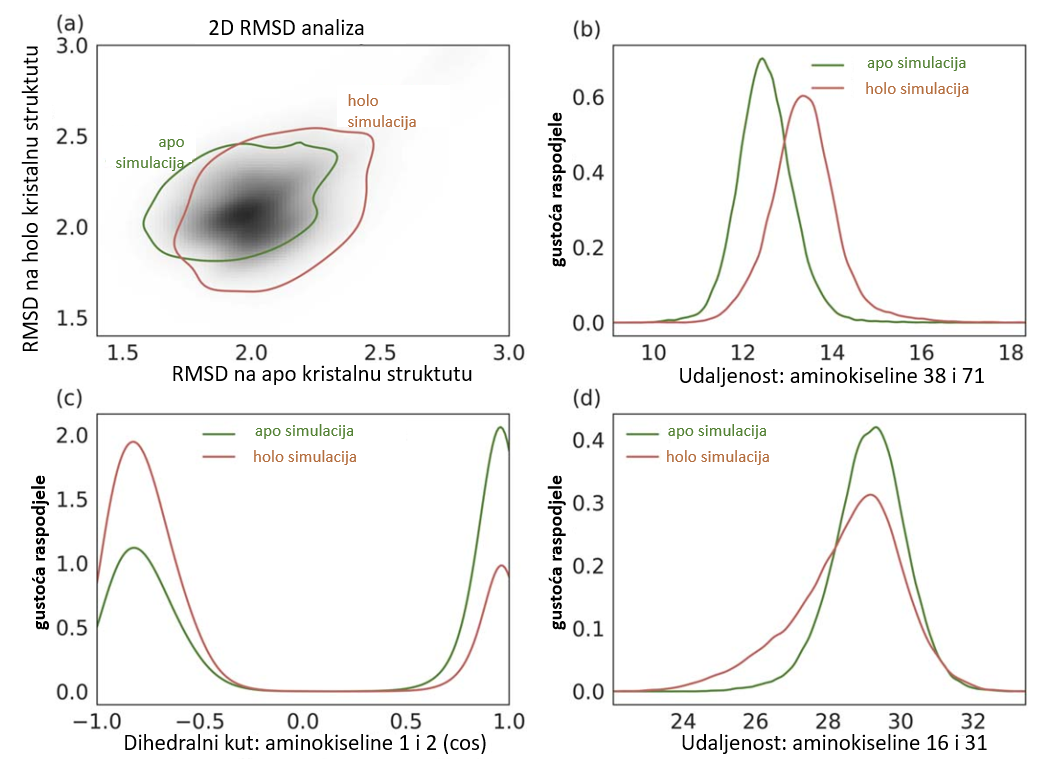 (a)
2D RMSD analiza
RMSD na holo kristalnu struktutu
3.0
2.5
2.0
1.5
holo
simulacija
apo
simulacija
1.5 2.0 2.5 3.0
RMSD na apo kristalnu struktutu
(b)
gustoća raspodjele
0.6
0.4
0.2
0.0
apo simulacija
holo simulacija
10 12 14 16 18
Udaljenost: aminokiseline 38 i 71
(c)
gustoća raspodjele
2.0
1.5
1.0
0.5
0.0
apo simulacija
holo simulacija
−1.0 −0.5 0.0 0.5 1.0
Dihedralni kut: aminokiseline 1 i 2 (cos)
(d)
gustoća raspodjele
0.4
0.3
0.2
0.1
0.0
apo simulacija
holo simulacija
24 26 28 30 32
Udaljenost: aminokiseline 16 i 31